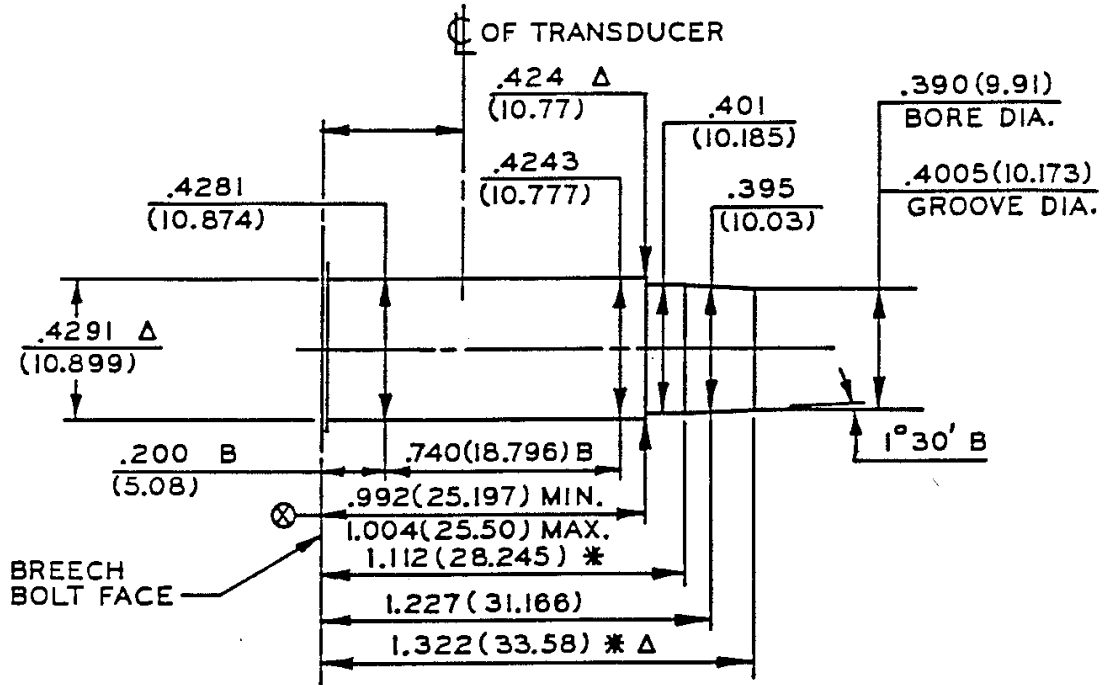 ℄ OF TRANSDUCER
.424 Δ
(10.77)
.390(9.91)
BORE DIA.
.401
(10.185)
.4243
(10.777)
.4281
(10.874)
.395
(10.03)
.4005(10.173)
GROOVE DIA.
.4291 Δ
(10.899)
1°30' B
.200 B
(5.08)
.740(18.796)B
.992(25.197) MIN.
1.004(25.50) MAX.
⊗
1.112(28.245) *
BREECH
BOLT FACE
1.227(31.166)
1.322(33.58) * Δ